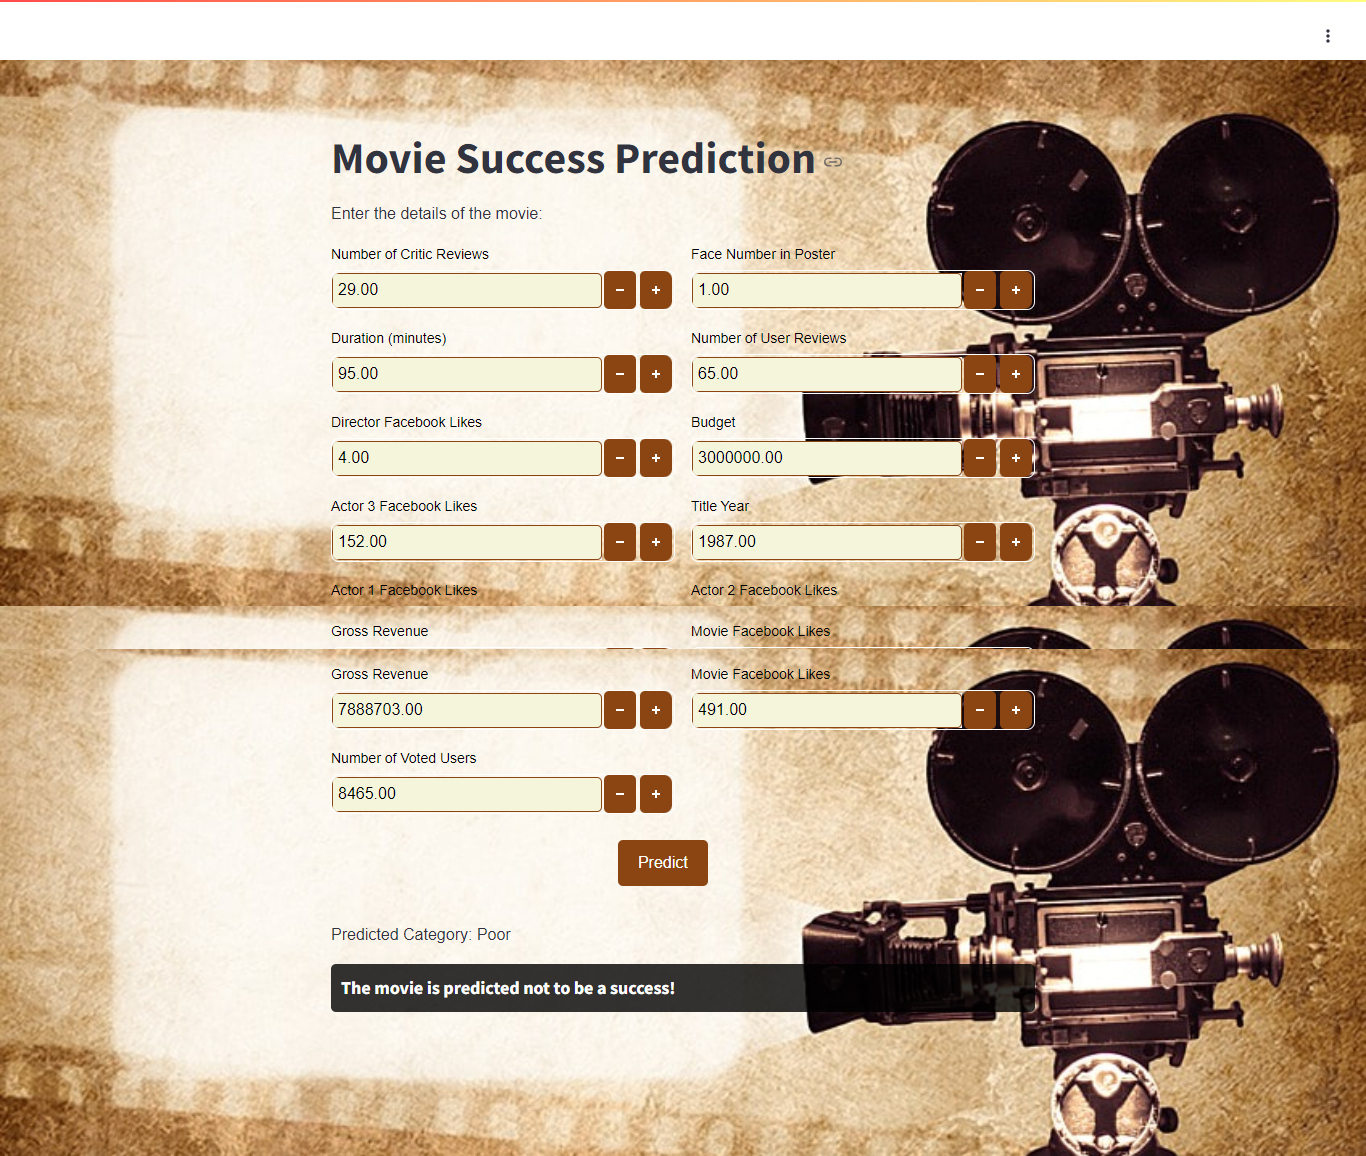 Movie Success Prediction
Enter the details of the movie:
Number of Critic Reviews Face Number in Poster
29.00 − + 1.00 − +
Duration (minutes) Number of User Reviews
95.00 − + 65.00 − +
Director Facebook Likes Budget
4.00 − + 3000000.00 − +
Actor 3 Facebook Likes Title Year
152.00 − + 1987.00 − +
Actor 1 Facebook Likes Actor 2 Facebook Likes
Gross Revenue Movie Facebook Likes
Gross Revenue Movie Facebook Likes
7888703.00 − + 491.00 − +
Number of Voted Users
8465.00 − +
Predict
Predicted Category: Poor
The movie is predicted not to be a success!